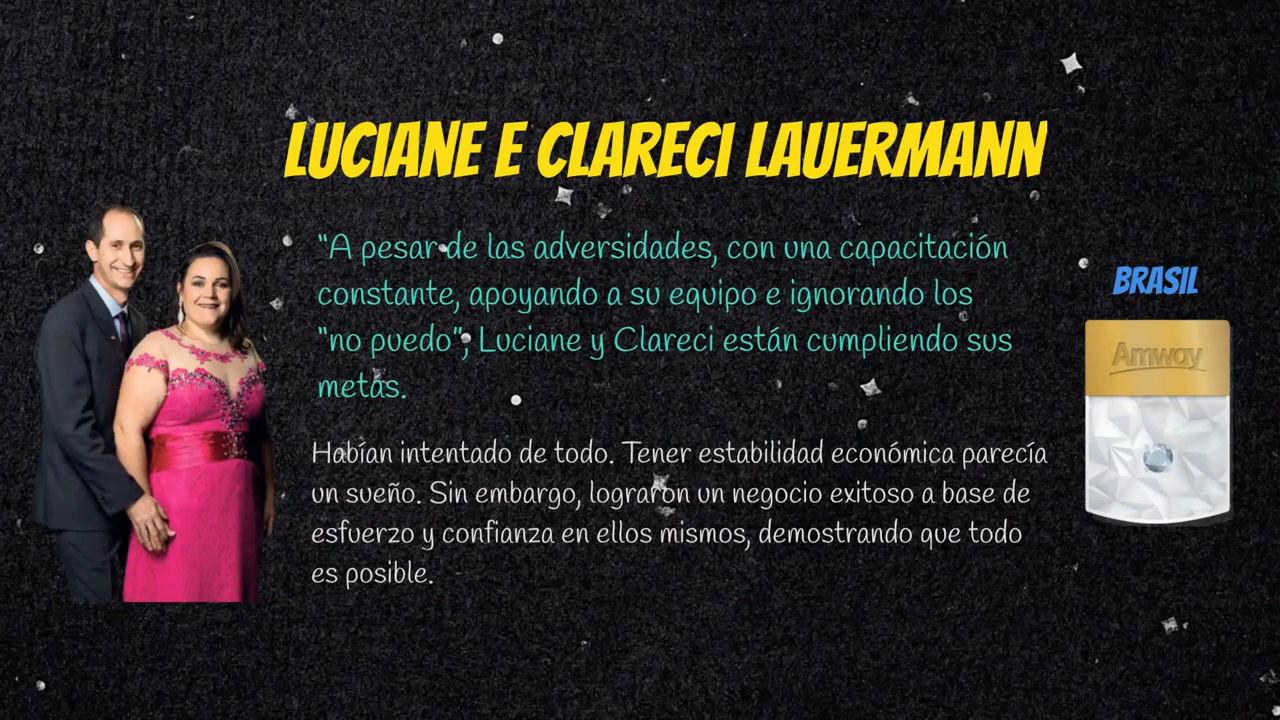 LUCIANE E CLARECI LAUERMANN
"A pesar de las adversidades, con una capacitación
constante, apoyando a su equipo e ignorando los
"no puedo", Luciane y Clareci están cumpliendo sus
metas.
BRASIL
Amway
Habían intentado de todo. Tener estabilidad económica parecía
un sueño. Sin embargo, lograron un negocio exitoso a base de
esfuerzo y confianza en ellos mismos, demostrando que todo
es posible.